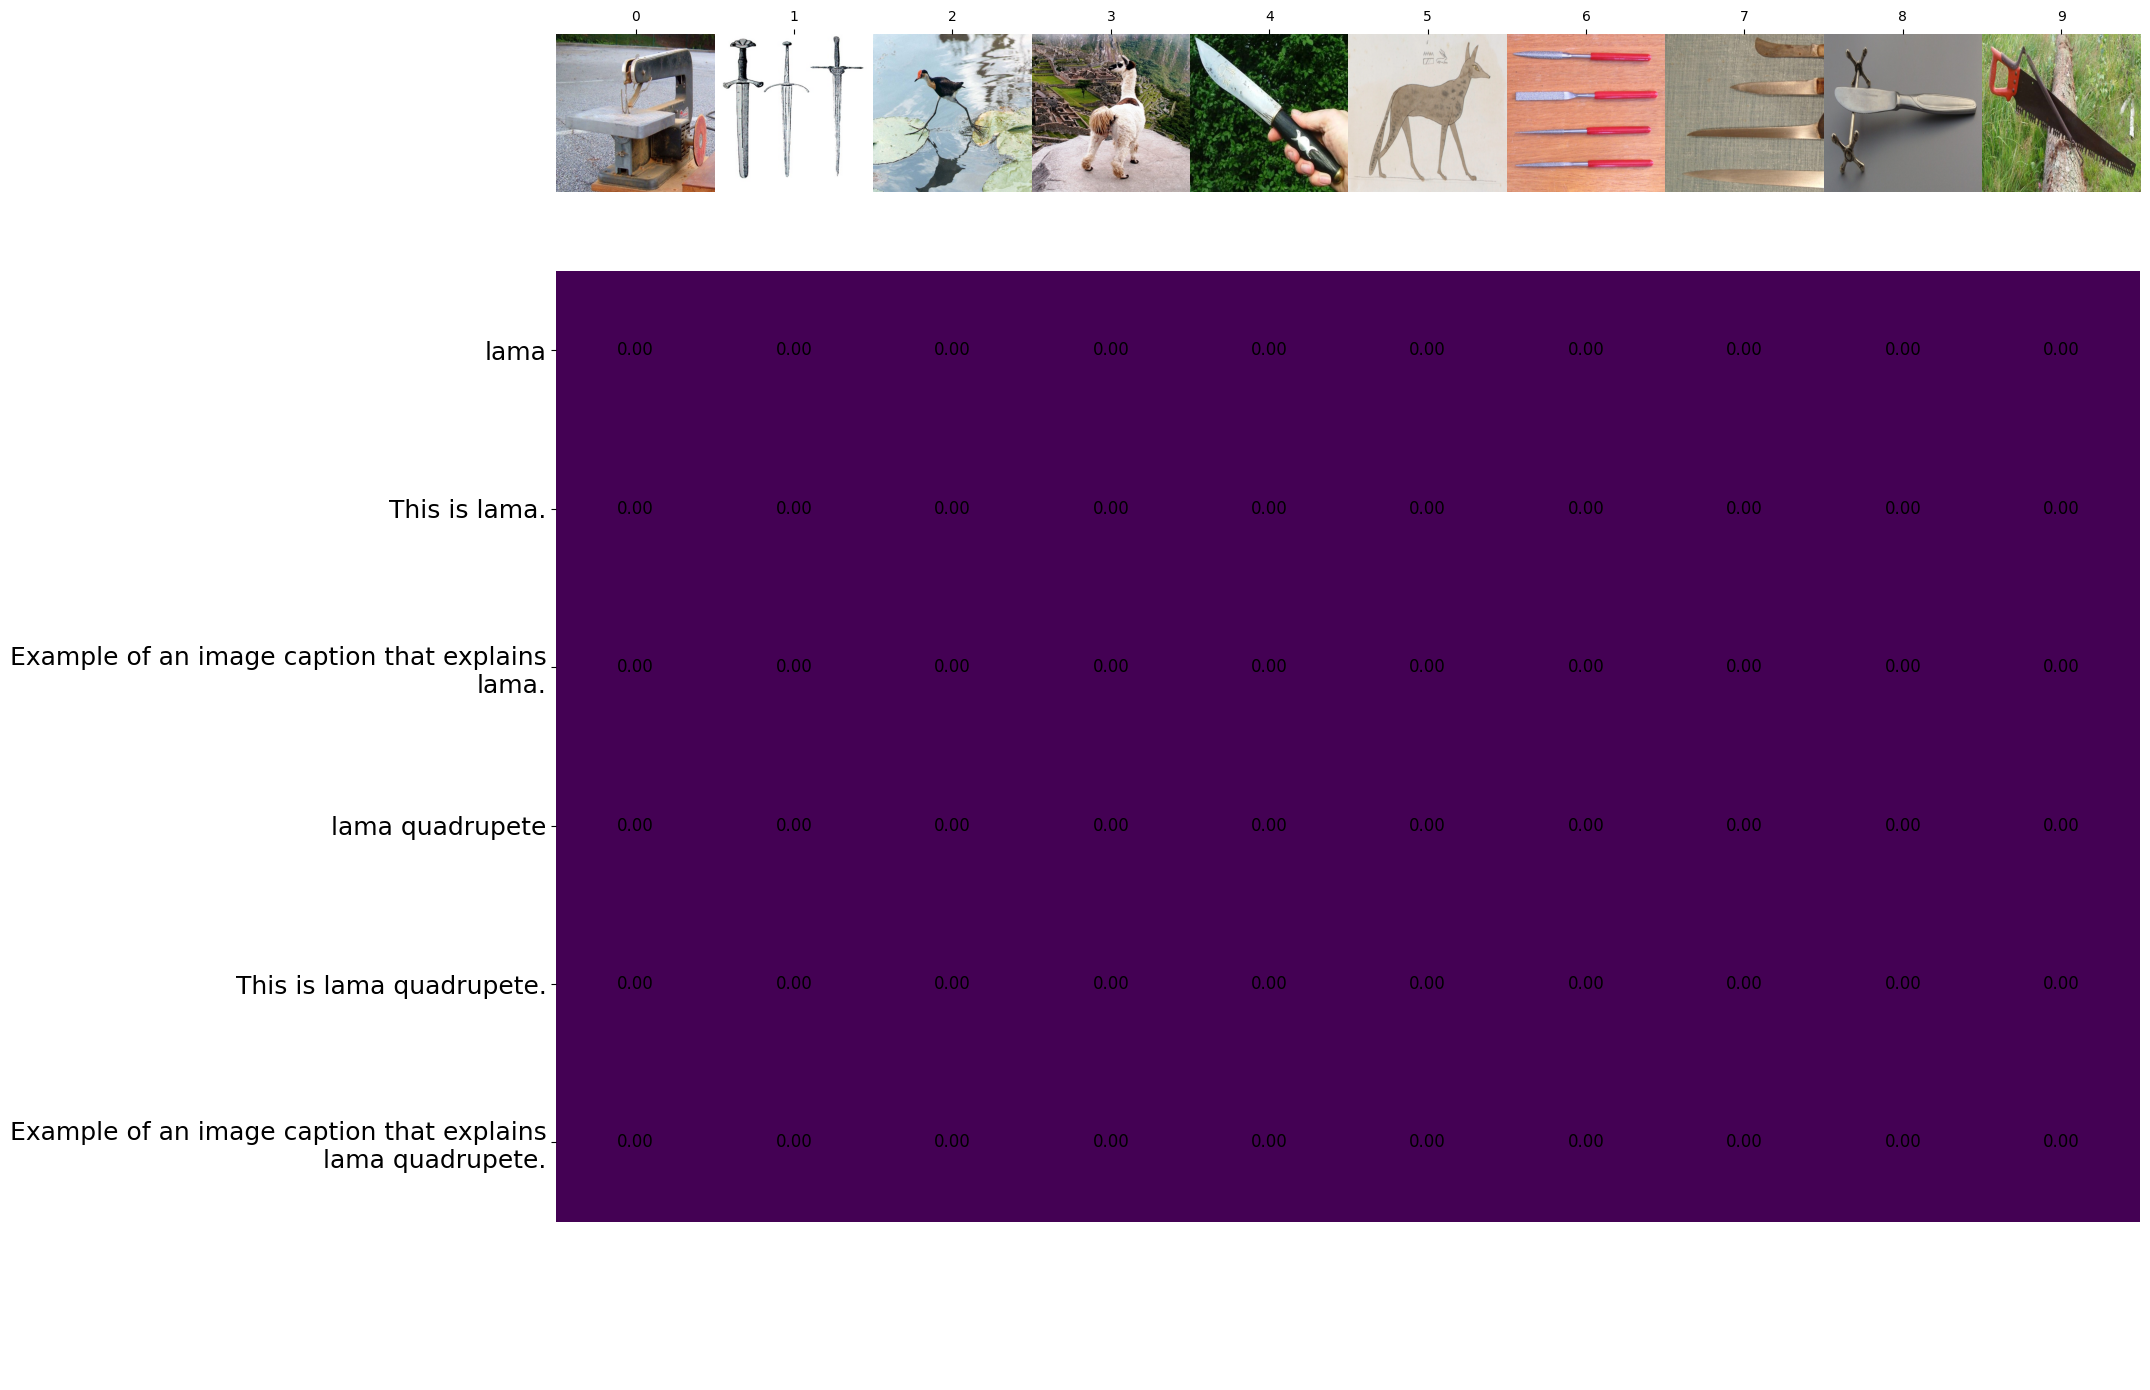 0 1 2 3 4 5 6 7 8 9
lama 0.00 0.00 0.00 0.00 0.00 0.00 0.00 0.00 0.00 0.00
This is lama. 0.00 0.00 0.00 0.00 0.00 0.00 0.00 0.00 0.00 0.00
Example of an image caption that explains
lama. 0.00 0.00 0.00 0.00 0.00 0.00 0.00 0.00 0.00 0.00
lama quadrupete 0.00 0.00 0.00 0.00 0.00 0.00 0.00 0.00 0.00 0.00
This is lama quadrupete. 0.00 0.00 0.00 0.00 0.00 0.00 0.00 0.00 0.00 0.00
Example of an image caption that explains
lama quadrupete. 0.00 0.00 0.00 0.00 0.00 0.00 0.00 0.00 0.00 0.00